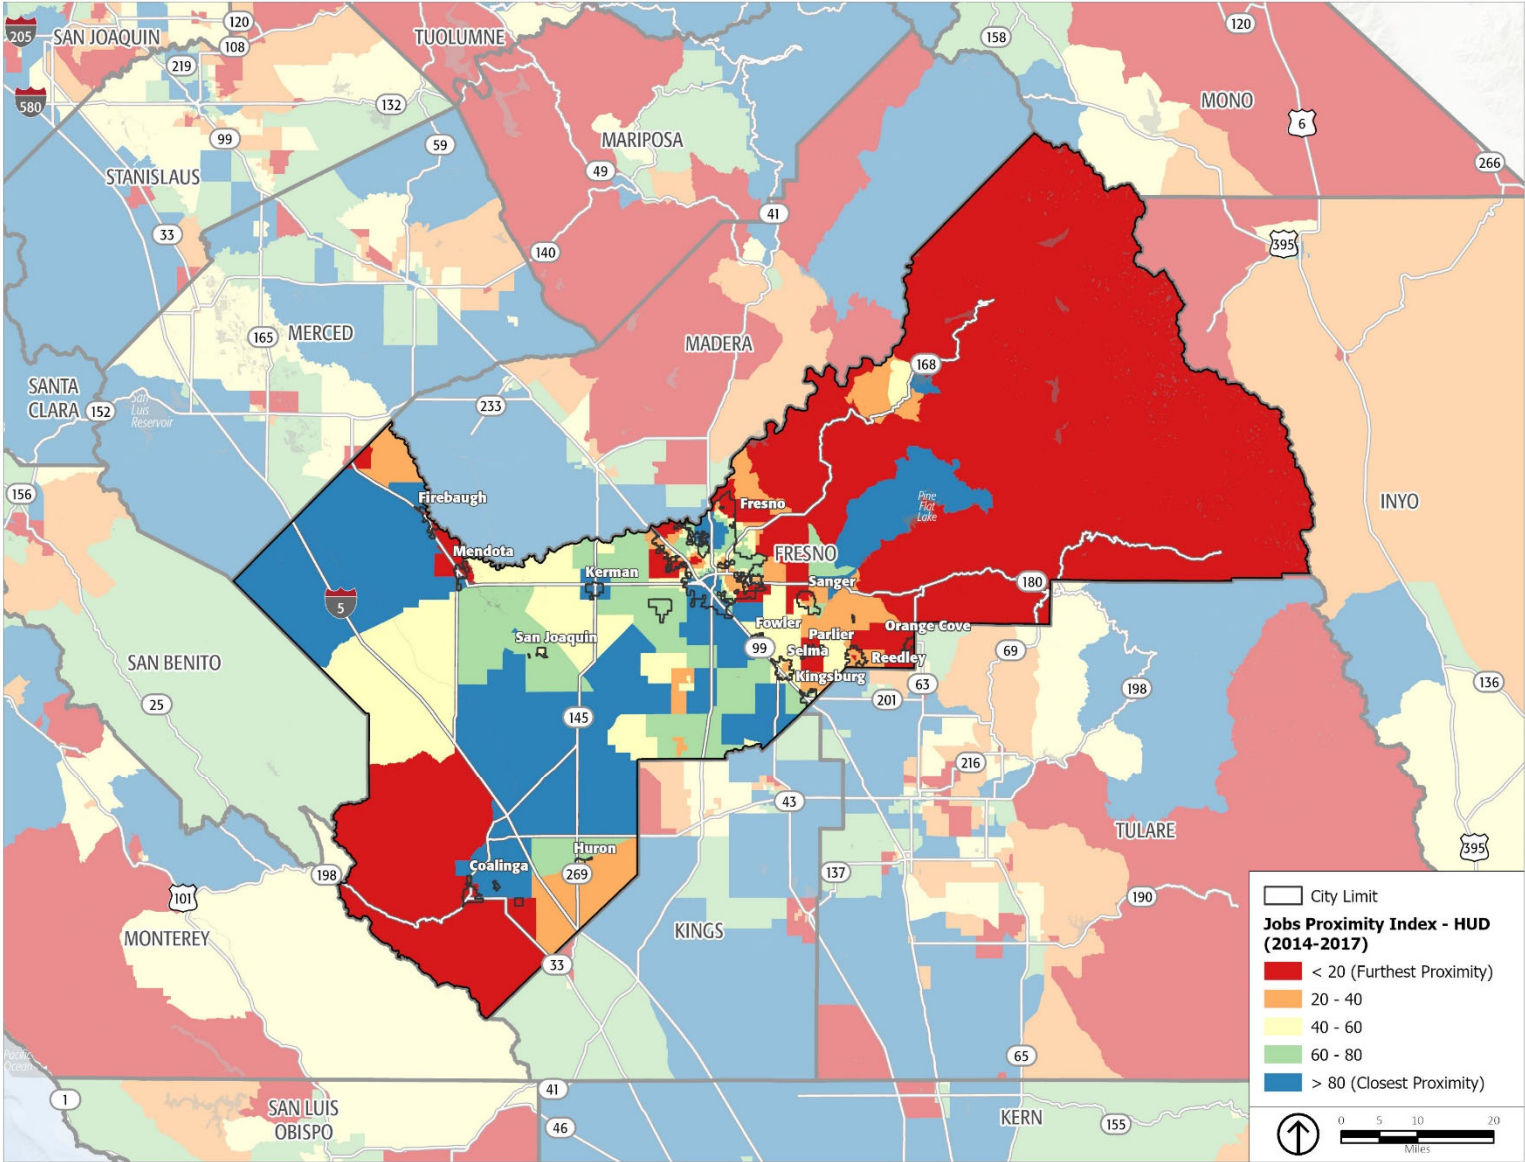 205
SAN JOAQUIN
120
108
219
TUOLUMNE
158
120
580
132
99
59
MARIPOSA
49
MONO
6
266
STANISLAUS
33
41
140
395
165
MERCED
MADERA
168
SANTA
CLARA
152
San
Luis
Reservoir
233
156
Firebaugh
Fresno
Pine
Flat
Lake
INYO
Mendota
FRESNO
Kerman
Sanger
180
5
Fowler
Parlier
Orange Cove
San Joaquin
99
Selma
Reedley
69
SAN BENITO
Kingsburg
63
198
136
25
201
145
216
43
TULARE
Huron
395
Coalinga
198
269
137
101
190
MONTEREY
KINGS
33
65
Pacific
Ocean
1
41
SAN LUIS
OBISPO
46
KERN
155
City Limit
Jobs Proximity Index - HUD
(2014-2017)
< 20 (Furthest Proximity)
20 - 40
40 - 60
60 - 80
> 80 (Closest Proximity)
0 5 10 20
Miles